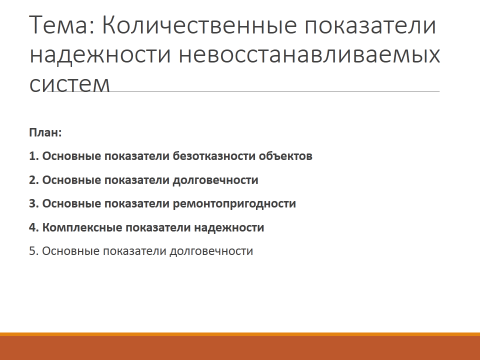 Тема: Количественные показатели
надежности невосстанавливаемых
систем
План:
1. Основные показатели безотказности объектов
2. Основные показатели долговечности
3. Основные показатели ремонтопригодности
4. Комплексные показатели надежности
5. Основные показатели долговечности